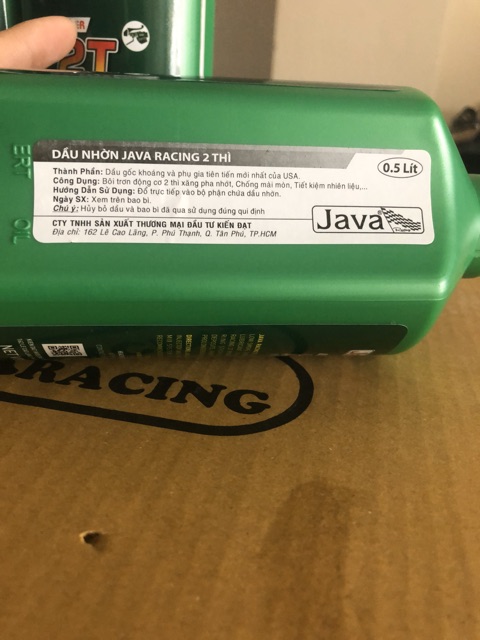 2T
ERT OIL
DẦU NHỜN JAVA RACING 2 THÌ
0.5 Lít
Thành Phần: Dầu gốc khoáng và phụ gia tiên tiến mới nhất của USA.
Công Dụng: Bôi trơn động cơ 2 thì xăng pha nhớt, Chống mài mòn, Tiết kiệm nhiên liệu,...
Hướng Dẫn Sử Dụng: Đổ trực tiếp vào bộ phận chứa dầu nhờn.
Ngày SX: Xem trên bao bì.
Chú ý: Hủy bỏ dầu và bao bì đã qua sử dụng đúng qui định
Java
CTY TNHH SẢN XUẤT THƯƠNG MẠI ĐẦU TƯ KIẾN ĐẠT
Địa chỉ: 162 Lê Cao Lãng, P. Phú Thạnh, Q. Tân Phú, TP.HCM
RACING